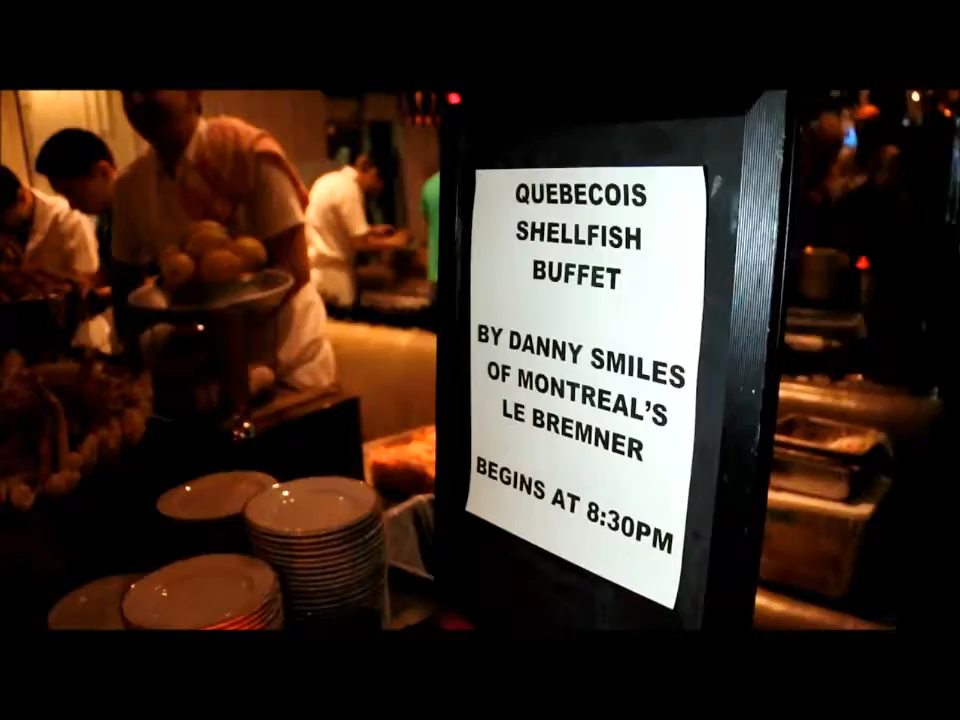 QUEBECOIS
SHELLFISH
BUFFET
BY DANNY SMILES
OF MONTREAL'S
LE BREMNER
BEGINS AT 8:30PM